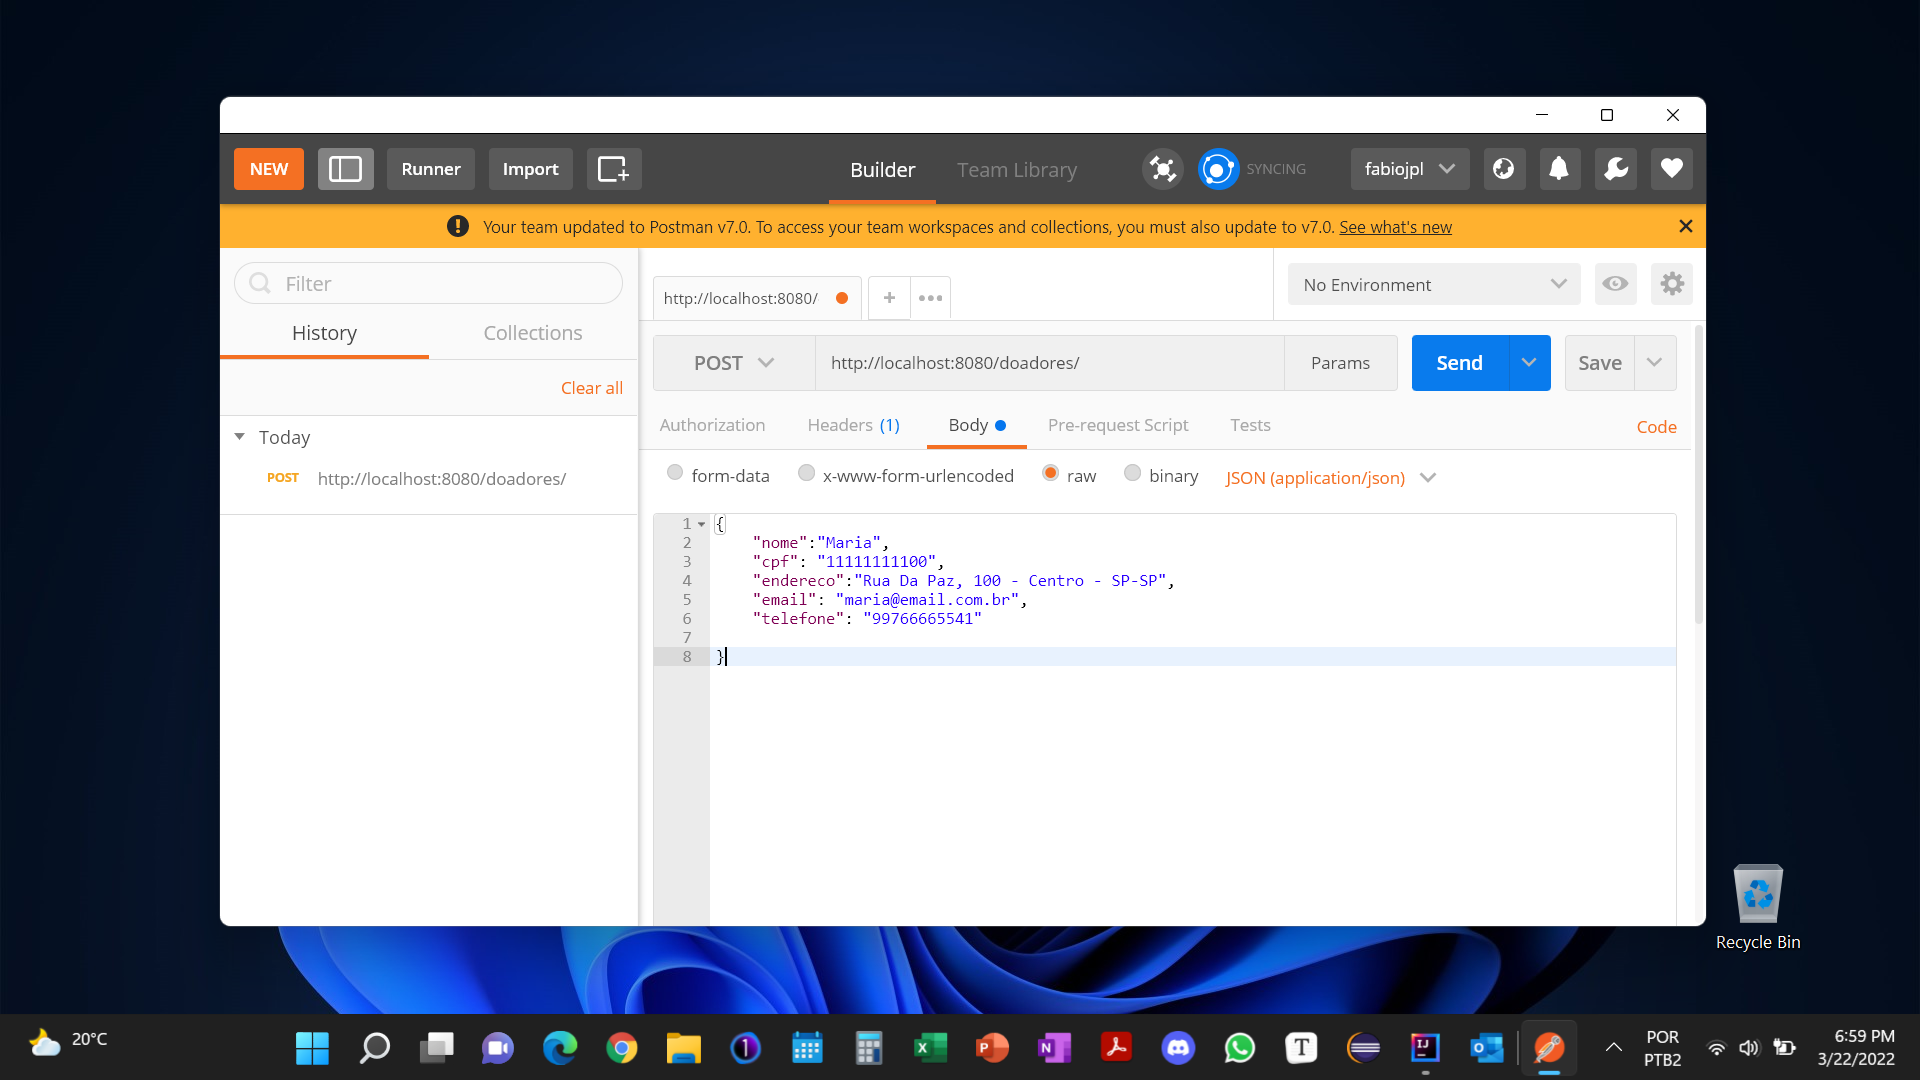 NEW
Runner
Import
Builder
Team Library
SYNCING
fabiojpl
Your team updated to Postman v7.0. To access your team workspaces and collections, you must also update to v7.0. See what's new
Filter
History
Collections
Clear all
Today
POST http://localhost:8080/doadores/
http://localhost:8080/
No Environment
POST
http://localhost:8080/doadores/
Params
Send
Save
Authorization
Headers (1)
Body
Pre-request Script
Tests
Code
form-data
x-www-form-urlencoded
raw
binary
JSON (application/json)
1 {
2 "nome":"Maria",
3 "cpf": "11111111100",
4 "endereco":"Rua Da Paz, 100 - Centro - SP-SP",
5 "email": "maria@email.com.br",
6 "telefone": "99766665541"
7
8 }
Recycle Bin
20°C
POR
PTB2
6:59 PM
3/22/2022